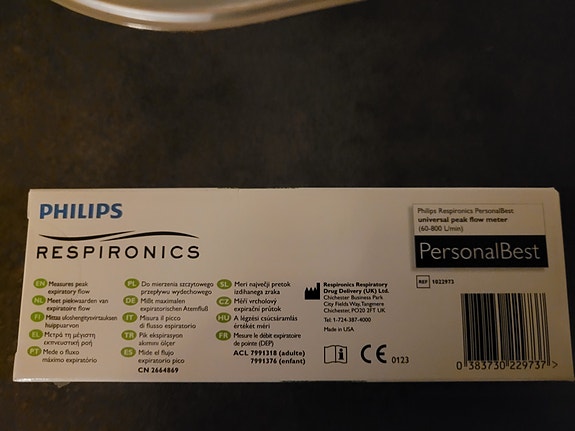 PHILIPS
RESPIRONICS
EN Measures peak
expiratory flow
NL Meet piekwaarden van
expiratoire flow
FI Mittaa uloshengitysvirtauksen
huippuarvon
EL Μετρά τη μέγιστη
εκπνευστική ροή
PT Mede o fluxo
máximo expiratório
PL Do mierzenia szczytowego
przepływu wydechowego
DE Mißt maximalen
expiratorischen Atemfluß
IT Misura il picco
di flusso espiratorio
TR Pik ekspirasyon
akımını ölçer
ES Mide el flujo
espiratorio pico
CN 2664869
SL Meri največji pretok
izdihanega zraka
CZ Měří vrcholový
expirační průtok
HU A légzési csúcsáramlás
értékét méri
FR Mesure le débit expiratoire
de pointe (DEP)
ACL 7991318 (adulte)
7991376 (enfant)
Respironics Respiratory
Drug Delivery (UK) Ltd.
Chichester Business Park
City Fields Way, Tangmere
Chichester, PO20 2FT UK
Tel: 1-724-387-4000
Made in USA
CE 0123
Philips Respironics PersonalBest
universal peak flow meter
(60-800 L/min)
PersonalBest
REF 1022973
0 383730 229737 >